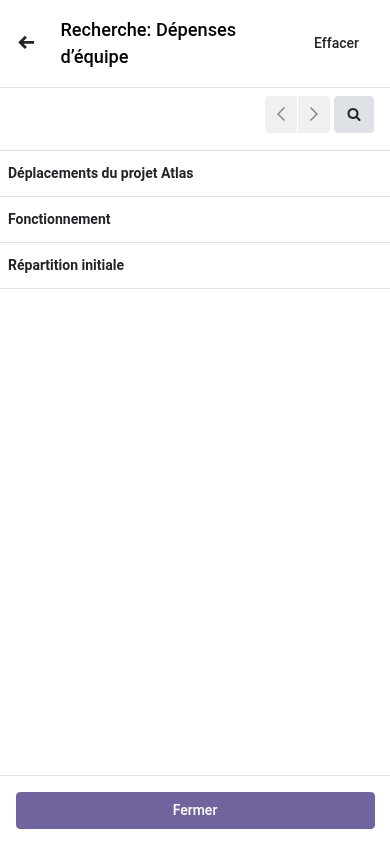 Recherche: Dépenses
d’équipe
Effacer
Déplacements du projet Atlas
Fonctionnement
Répartition initiale
Fermer